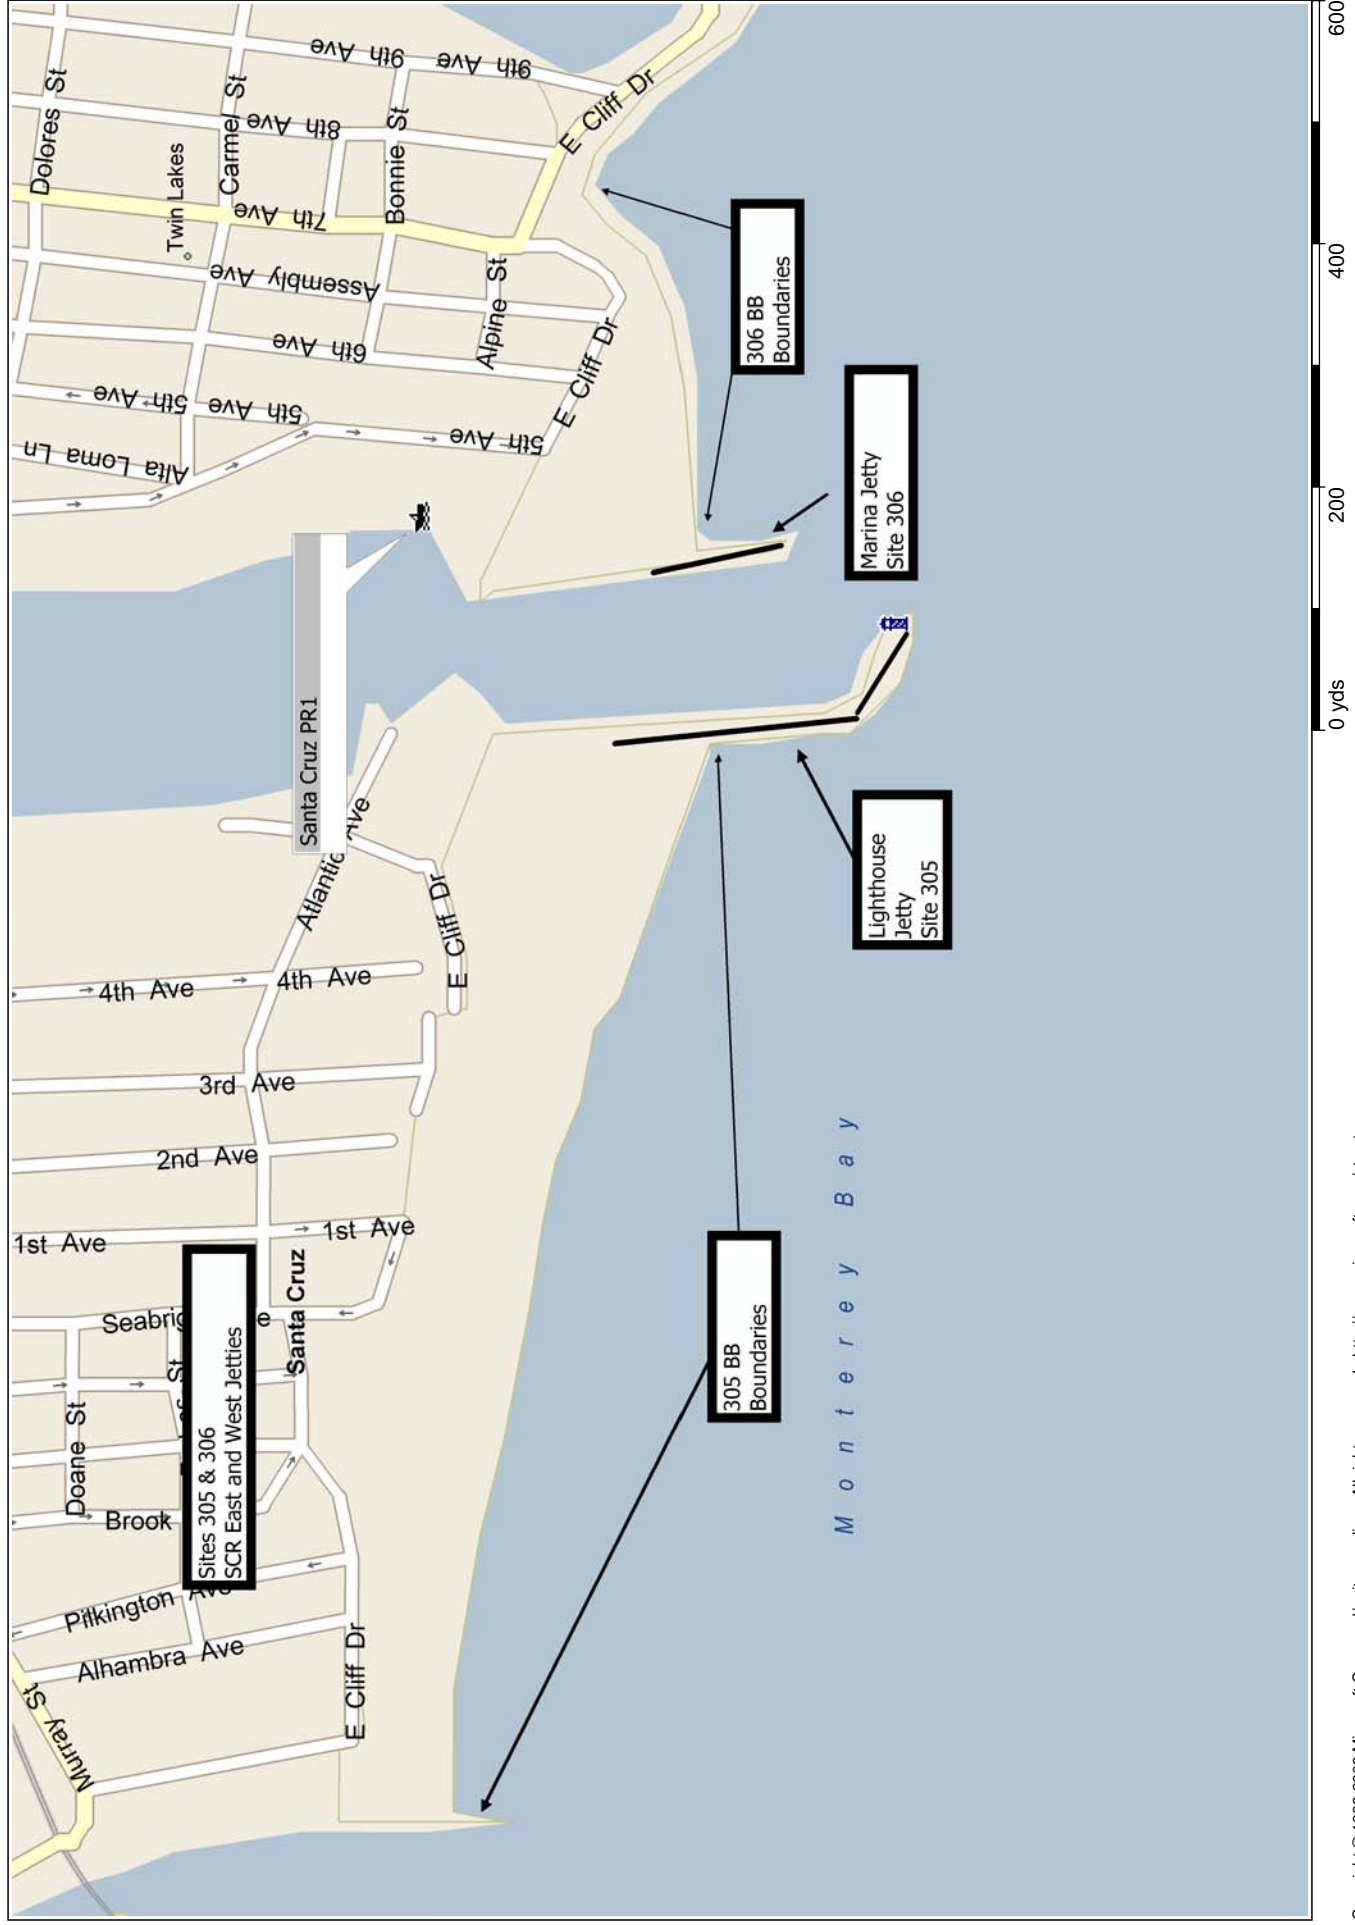 Sites 305 & 306
SCR East and West Jetties
Santa Cruz PR1
305 BB
Boundaries
Lighthouse
Jetty
Site 305
306 BB
Boundaries
Marina Jetty
Site 306
Monterey Bay
Santa Cruz
Twin Lakes
Murray St
Alhambra Ave
Pilkington Ave
Brook
Doane St
St
Seabrig
e
1st Ave
1st Ave
2nd Ave
3rd Ave
4th Ave
4th Ave
Atlantic Ave
E Cliff Dr
E Cliff Dr
Alta Loma Ln
5th Ave
5th Ave
5th Ave
6th Ave
Assembly Ave
7th Ave
8th Ave
9th Ave
9th Ave
Dolores St
Carmel St
Bonnie St
Alpine St
E Cliff Dr
E Cliff Dr
0 yds
200
400
600